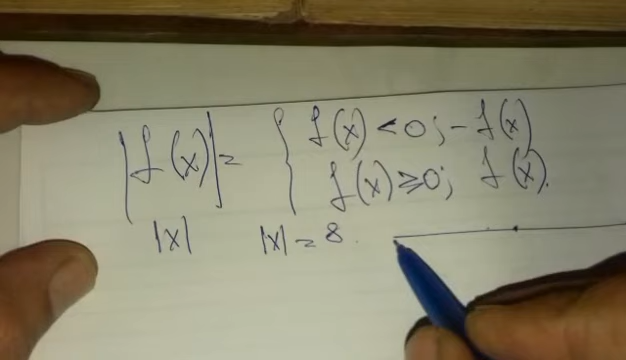 |f(x)| = { f(x) < 0; - f(x)
f(x) ≥ 0; f(x).
|x| |x| = 8.